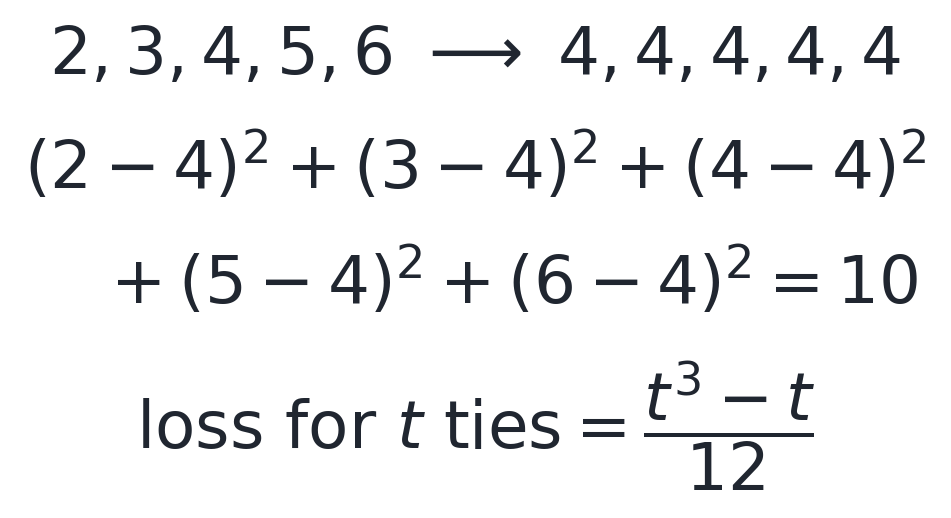 2, 3, 4, 5, 6 ⟶ 4, 4, 4, 4, 4
(2 − 4)² + (3 − 4)² + (4 − 4)²
+ (5 − 4)² + (6 − 4)² = 10
loss for t ties = \frac{t³ − t}{12}